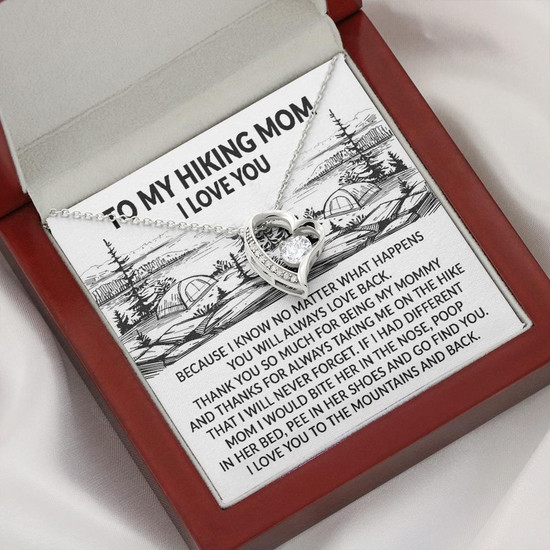 TO MY HIKING MOM
I LOVE YOU
BECAUSE I KNOW NO MATTER WHAT HAPPENS
YOU WILL ALWAYS LOVE BACK.
THANK YOU SO MUCH FOR BEING MY MOMMY
AND THANKS FOR ALWAYS TAKING ME ON THE HIKE
THAT I WILL NEVER FORGET. IF I HAD DIFFERENT
MOM I WOULD BITE HER IN THE NOSE, POOP
IN HER BED, PEE IN HER SHOES AND GO FIND YOU.
I LOVE YOU TO THE MOUNTAINS AND BACK.